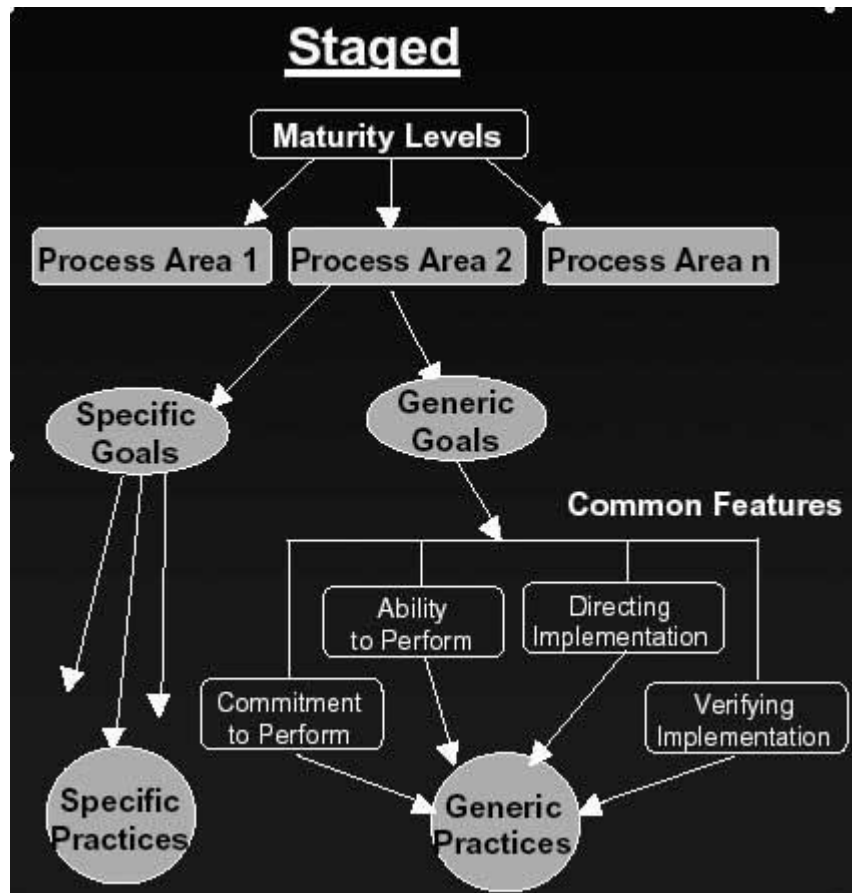 Staged
Maturity Levels
Process Area 1
Process Area 2
Process Area n
Specific
Goals
Generic
Goals
Common Features
Ability
to Perform
Directing
Implementation
Commitment
to Perform
Verifying
Implementation
Specific
Practices
Generic
Practices